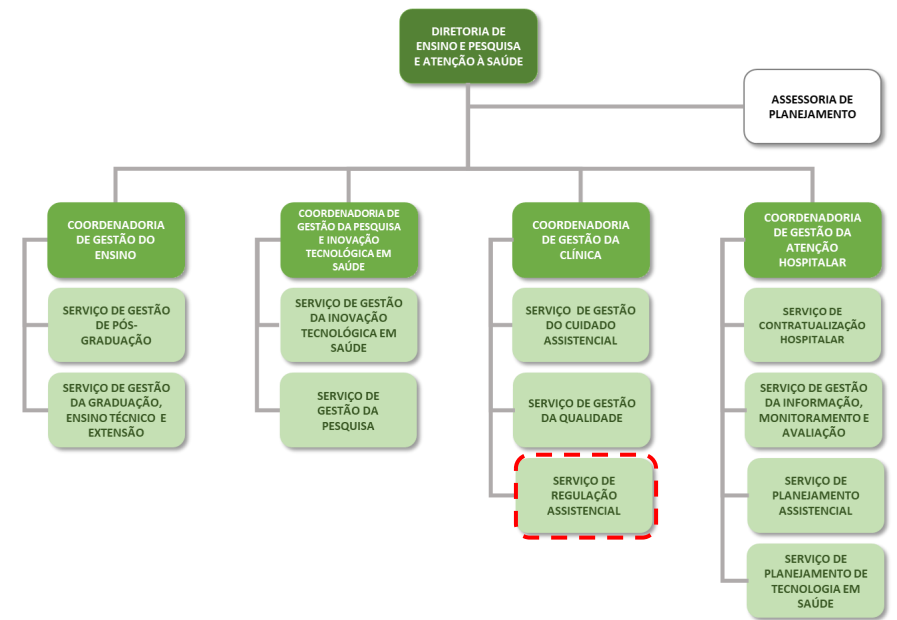 DIRETORIA DE
ENSINO E PESQUISA
E ATENÇÃO À SAÚDE
ASSESSORIA DE
PLANEJAMENTO
COORDENADORIA
DE GESTÃO DO
ENSINO
SERVIÇO DE GESTÃO
DE PÓS-
GRADUAÇÃO
SERVIÇO DE GESTÃO
DA GRADUAÇÃO,
ENSINO TÉCNICO E
EXTENSÃO
COORDENADORIA DE
GESTÃO DA PESQUISA
E INOVAÇÃO
TECNOLÓGICA EM
SAÚDE
SERVIÇO DE GESTÃO
DA INOVAÇÃO
TECNOLÓGICA EM
SAÚDE
SERVIÇO DE
GESTÃO DA
PESQUISA
COORDENADORIA
DE GESTÃO DA
CLÍNICA
SERVIÇO DE GESTÃO
DO CUIDADO
ASSISTENCIAL
SERVIÇO DE GESTÃO
DA QUALIDADE
SERVIÇO DE
REGULAÇÃO
ASSISTENCIAL
COORDENADORIA
DE GESTÃO DA
ATENÇÃO
HOSPITALAR
SERVIÇO DE
CONTRATUALIZAÇÃO
HOSPITALAR
SERVIÇO DE GESTÃO
DA INFORMAÇÃO,
MONITORAMENTO E
AVALIAÇÃO
SERVIÇO DE
PLANEJAMENTO
ASSISTENCIAL
SERVIÇO DE
PLANEJAMENTO DE
TECNOLOGIA EM
SAÚDE